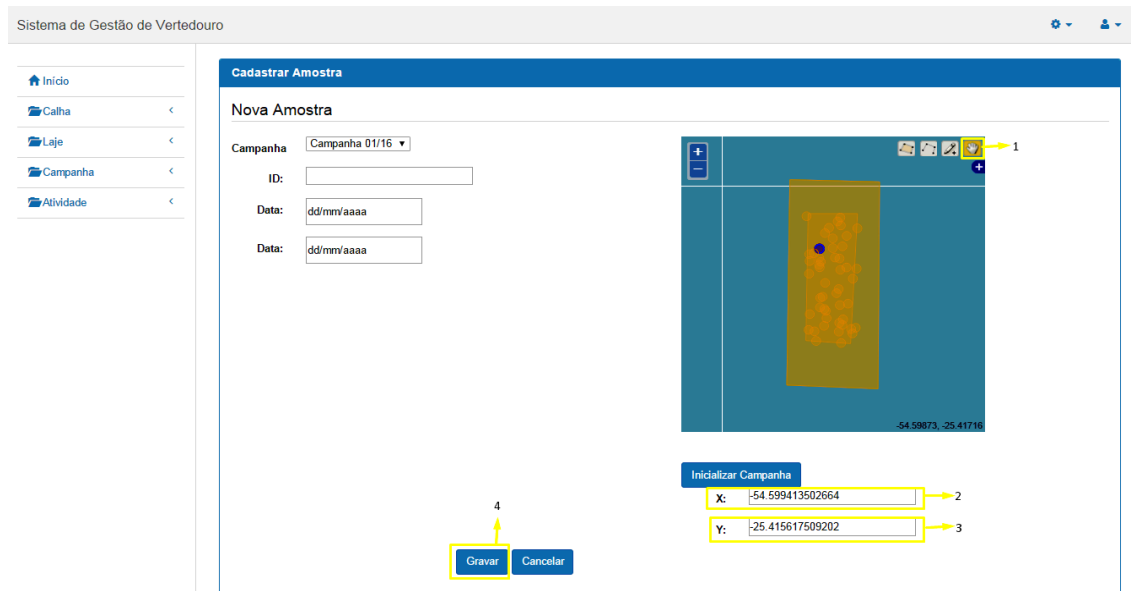 Sistema de Gestão de Vertedouro
Início
Calha
Laje
Campanha
Atividade
Cadastrar Amostra
Nova Amostra
Campanha Campanha 01/16
ID:
Data: dd/mm/aaaa
Data: dd/mm/aaaa
1
-54.59873, -25.41716
Inicializar Campanha
X: -54.599413502664 2
Y: -25.415617509202 3
4
Gravar Cancelar